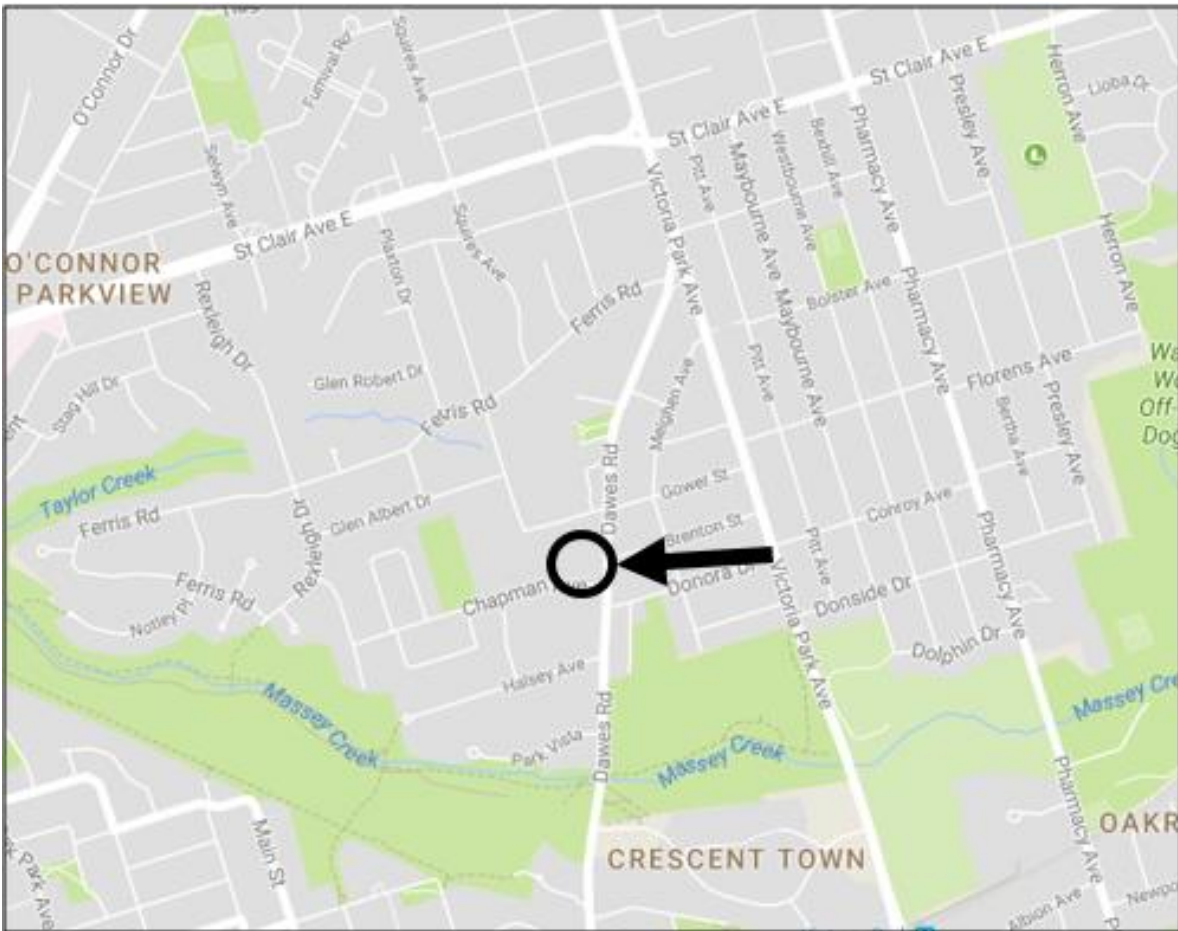 O'Connor Dr
Furnival Rd
Squires Ave
St Clair Ave E
Herron Ave
Lioba Dr
Presley Ave
Pharmacy Ave
Bexhill Ave
Westbourne Ave
St Clair Ave E
Selwyn Ave
Victoria Park Ave
Pitt Ave
Maybourne Ave
St Clair Ave E
Plaxton Dr
Squires Ave
Herron Ave
O'CONNOR
PARKVIEW
Rexleigh Dr
Ferris Rd
Maybourne Ave
Bolster Ave
Pharmacy Ave
Stag Hill Dr
Glen Robert Dr
Ferris Rd
Meighen Ave
Pitt Ave
Florens Ave
Bertha Ave
Presley Ave
Off-
Taylor Creek
Ferris Rd
Rexleigh Dr
Glen Albert Dr
Dawes Rd
Gower St
Brenton St
Conroy Ave
Pitt Ave
Pharmacy Ave
Ferris Rd
Notley Pl
Chapman
Donora Dr
Donside Dr
Dolphin Dr
Victoria Park Ave
Halsey Ave
Massey Creek
Park Vista
Dawes Rd
Massey Creek
Massey Cre
Main St
CRESCENT TOWN
Pharmacy Ave
OAKR
Park Ave
Albion Ave
Newpo